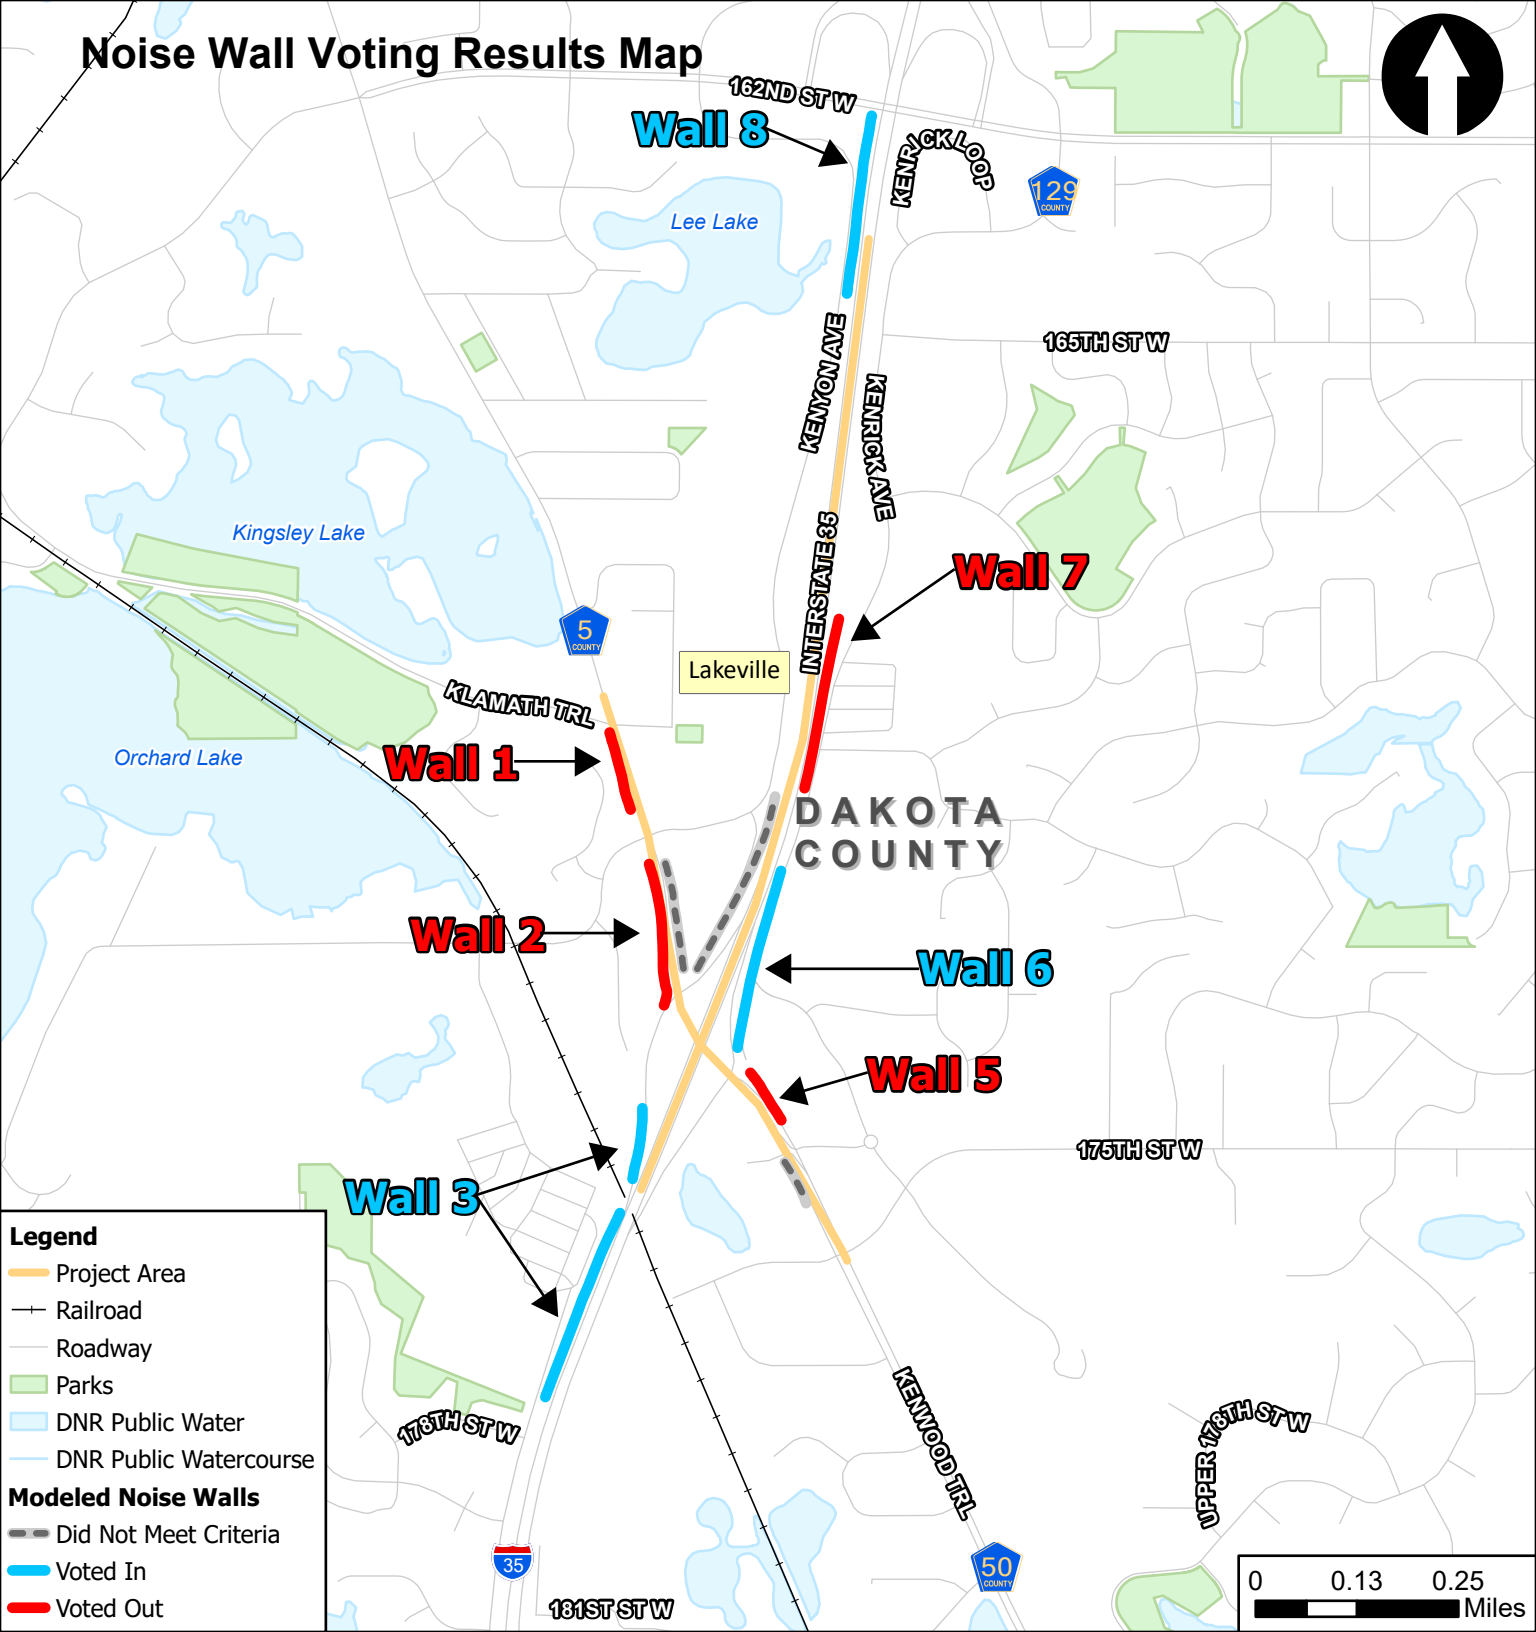 Noise Wall Voting Results Map
162ND ST W
Wall 8
KENRICK LOOP
129
COUNTY
Lee Lake
KENYON AVE
165TH ST W
KENRICK AVE
Kingsley Lake
INTERSTATE 35
Wall 7
5
COUNTY
Lakeville
KLAMATH TRL
Orchard Lake
Wall 1
DAKOTA
COUNTY
Wall 2
Wall 6
Wall 5
175TH ST W
Wall 3
178TH ST W
KENWOOD TRL
UPPER 178TH ST W
35
50
COUNTY
181ST ST W
Legend
Project Area
Railroad
Roadway
Parks
DNR Public Water
DNR Public Watercourse
Modeled Noise Walls
Did Not Meet Criteria
Voted In
Voted Out
0 0.13 0.25
Miles